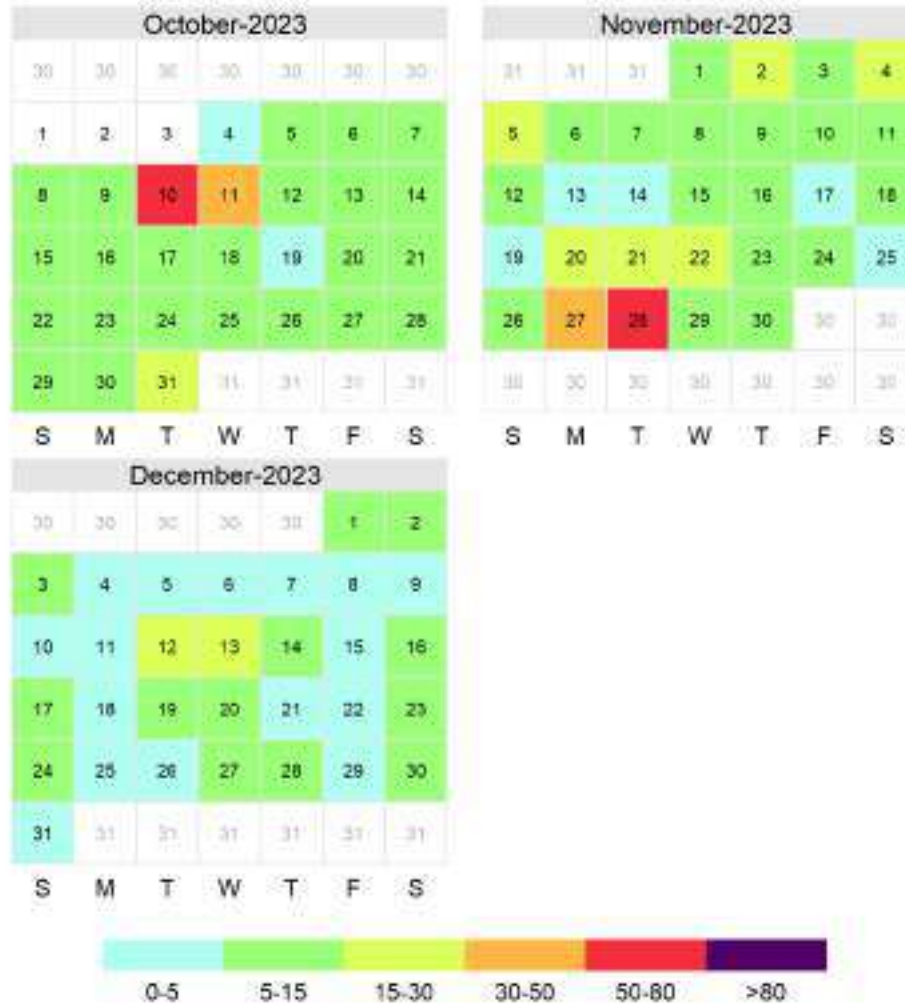 October-2023
30 30 30 30 30 30 30
1 2 3 4 5 6 7
8 9 10 11 12 13 14
15 16 17 18 19 20 21
22 23 24 25 26 27 28
29 30 31 31 31 31 31
S M T W T F S
November-2023
31 31 31 1 2 3 4
5 6 7 8 9 10 11
12 13 14 15 16 17 18
19 20 21 22 23 24 25
26 27 28 29 30 30 30
30 30 30 30 30 30 30
S M T W T F S
December-2023
30 30 30 30 30 1 2
3 4 5 6 7 8 9
10 11 12 13 14 15 16
17 18 19 20 21 22 23
24 25 26 27 28 29 30
31 31 31 31 31 31 31
S M T W T F S
0-5 5-15 15-30 30-50 50-80 >80